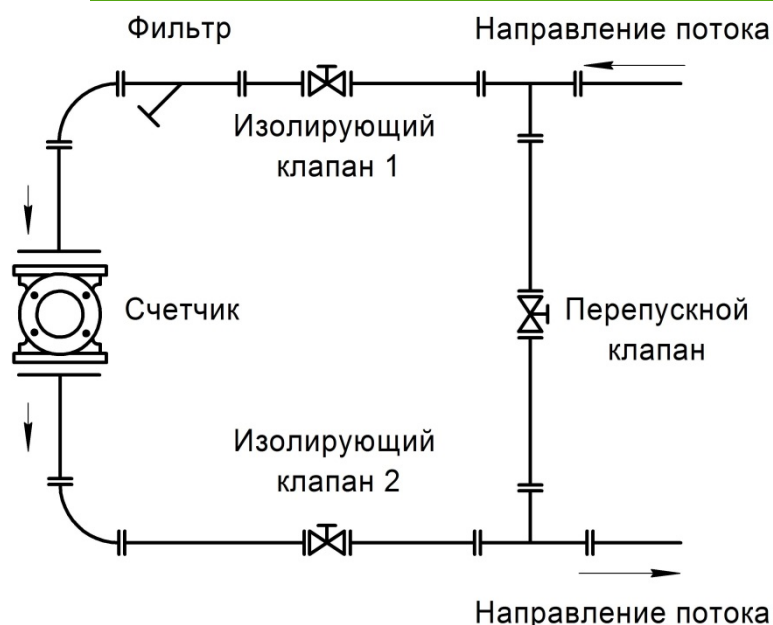 Фильтр
Направление потока
Изолирующий
клапан 1
Счетчик
Перепускной
клапан
Изолирующий
клапан 2
Направление потока